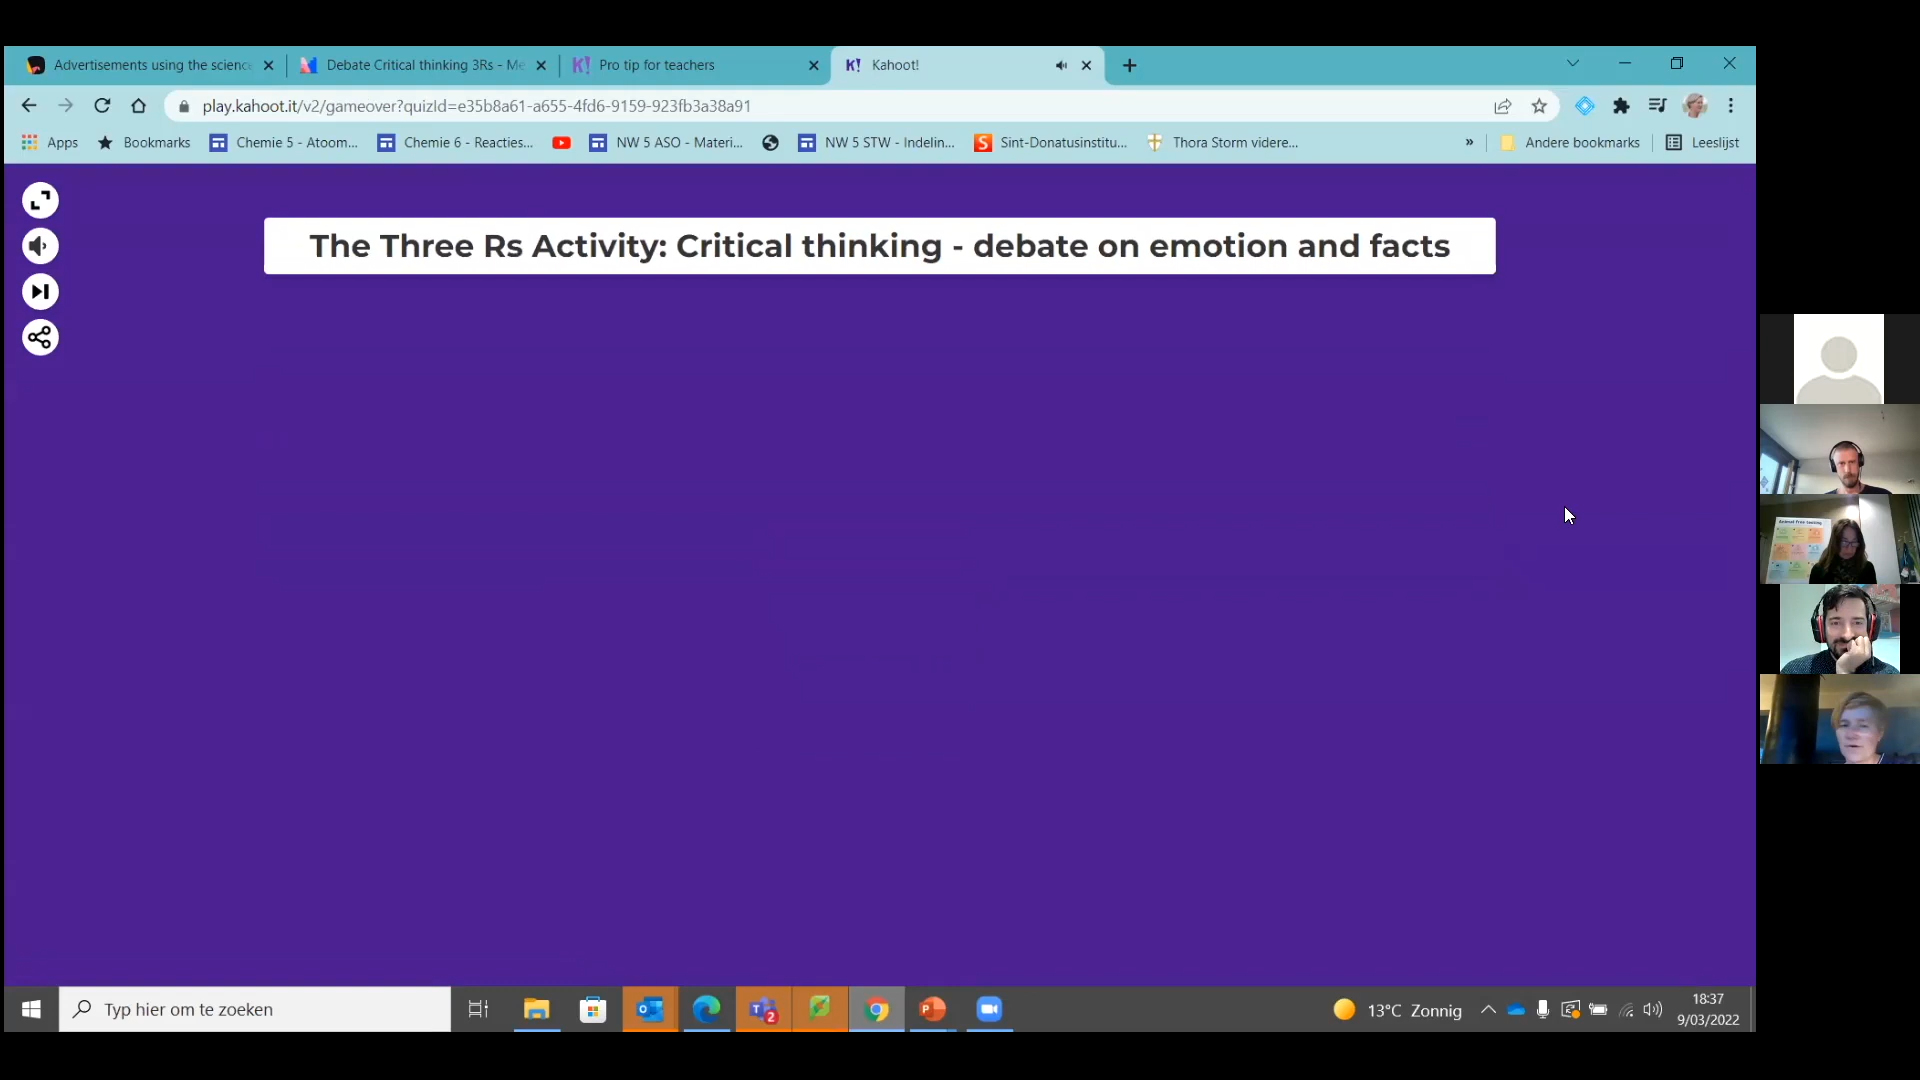 Advertisements using the science
Debate Critical thinking 3Rs - Me
K! Pro tip for teachers
K! Kahoot!
play.kahoot.it/v2/gameover?quizId=e35b8a61-a655-4fd6-9159-923fb3a38a91
Apps
Bookmarks
Chemie 5 - Atoom...
Chemie 6 - Reacties...
NW 5 ASO - Materi...
NW 5 STW - Indelin...
Sint-Donatusinstitu...
Thora Storm videre...
»
Andere bookmarks
Leeslijst
The Three Rs Activity: Critical thinking - debate on emotion and facts
Typ hier om te zoeken
2
13°C Zonnig
18:37
9/03/2022